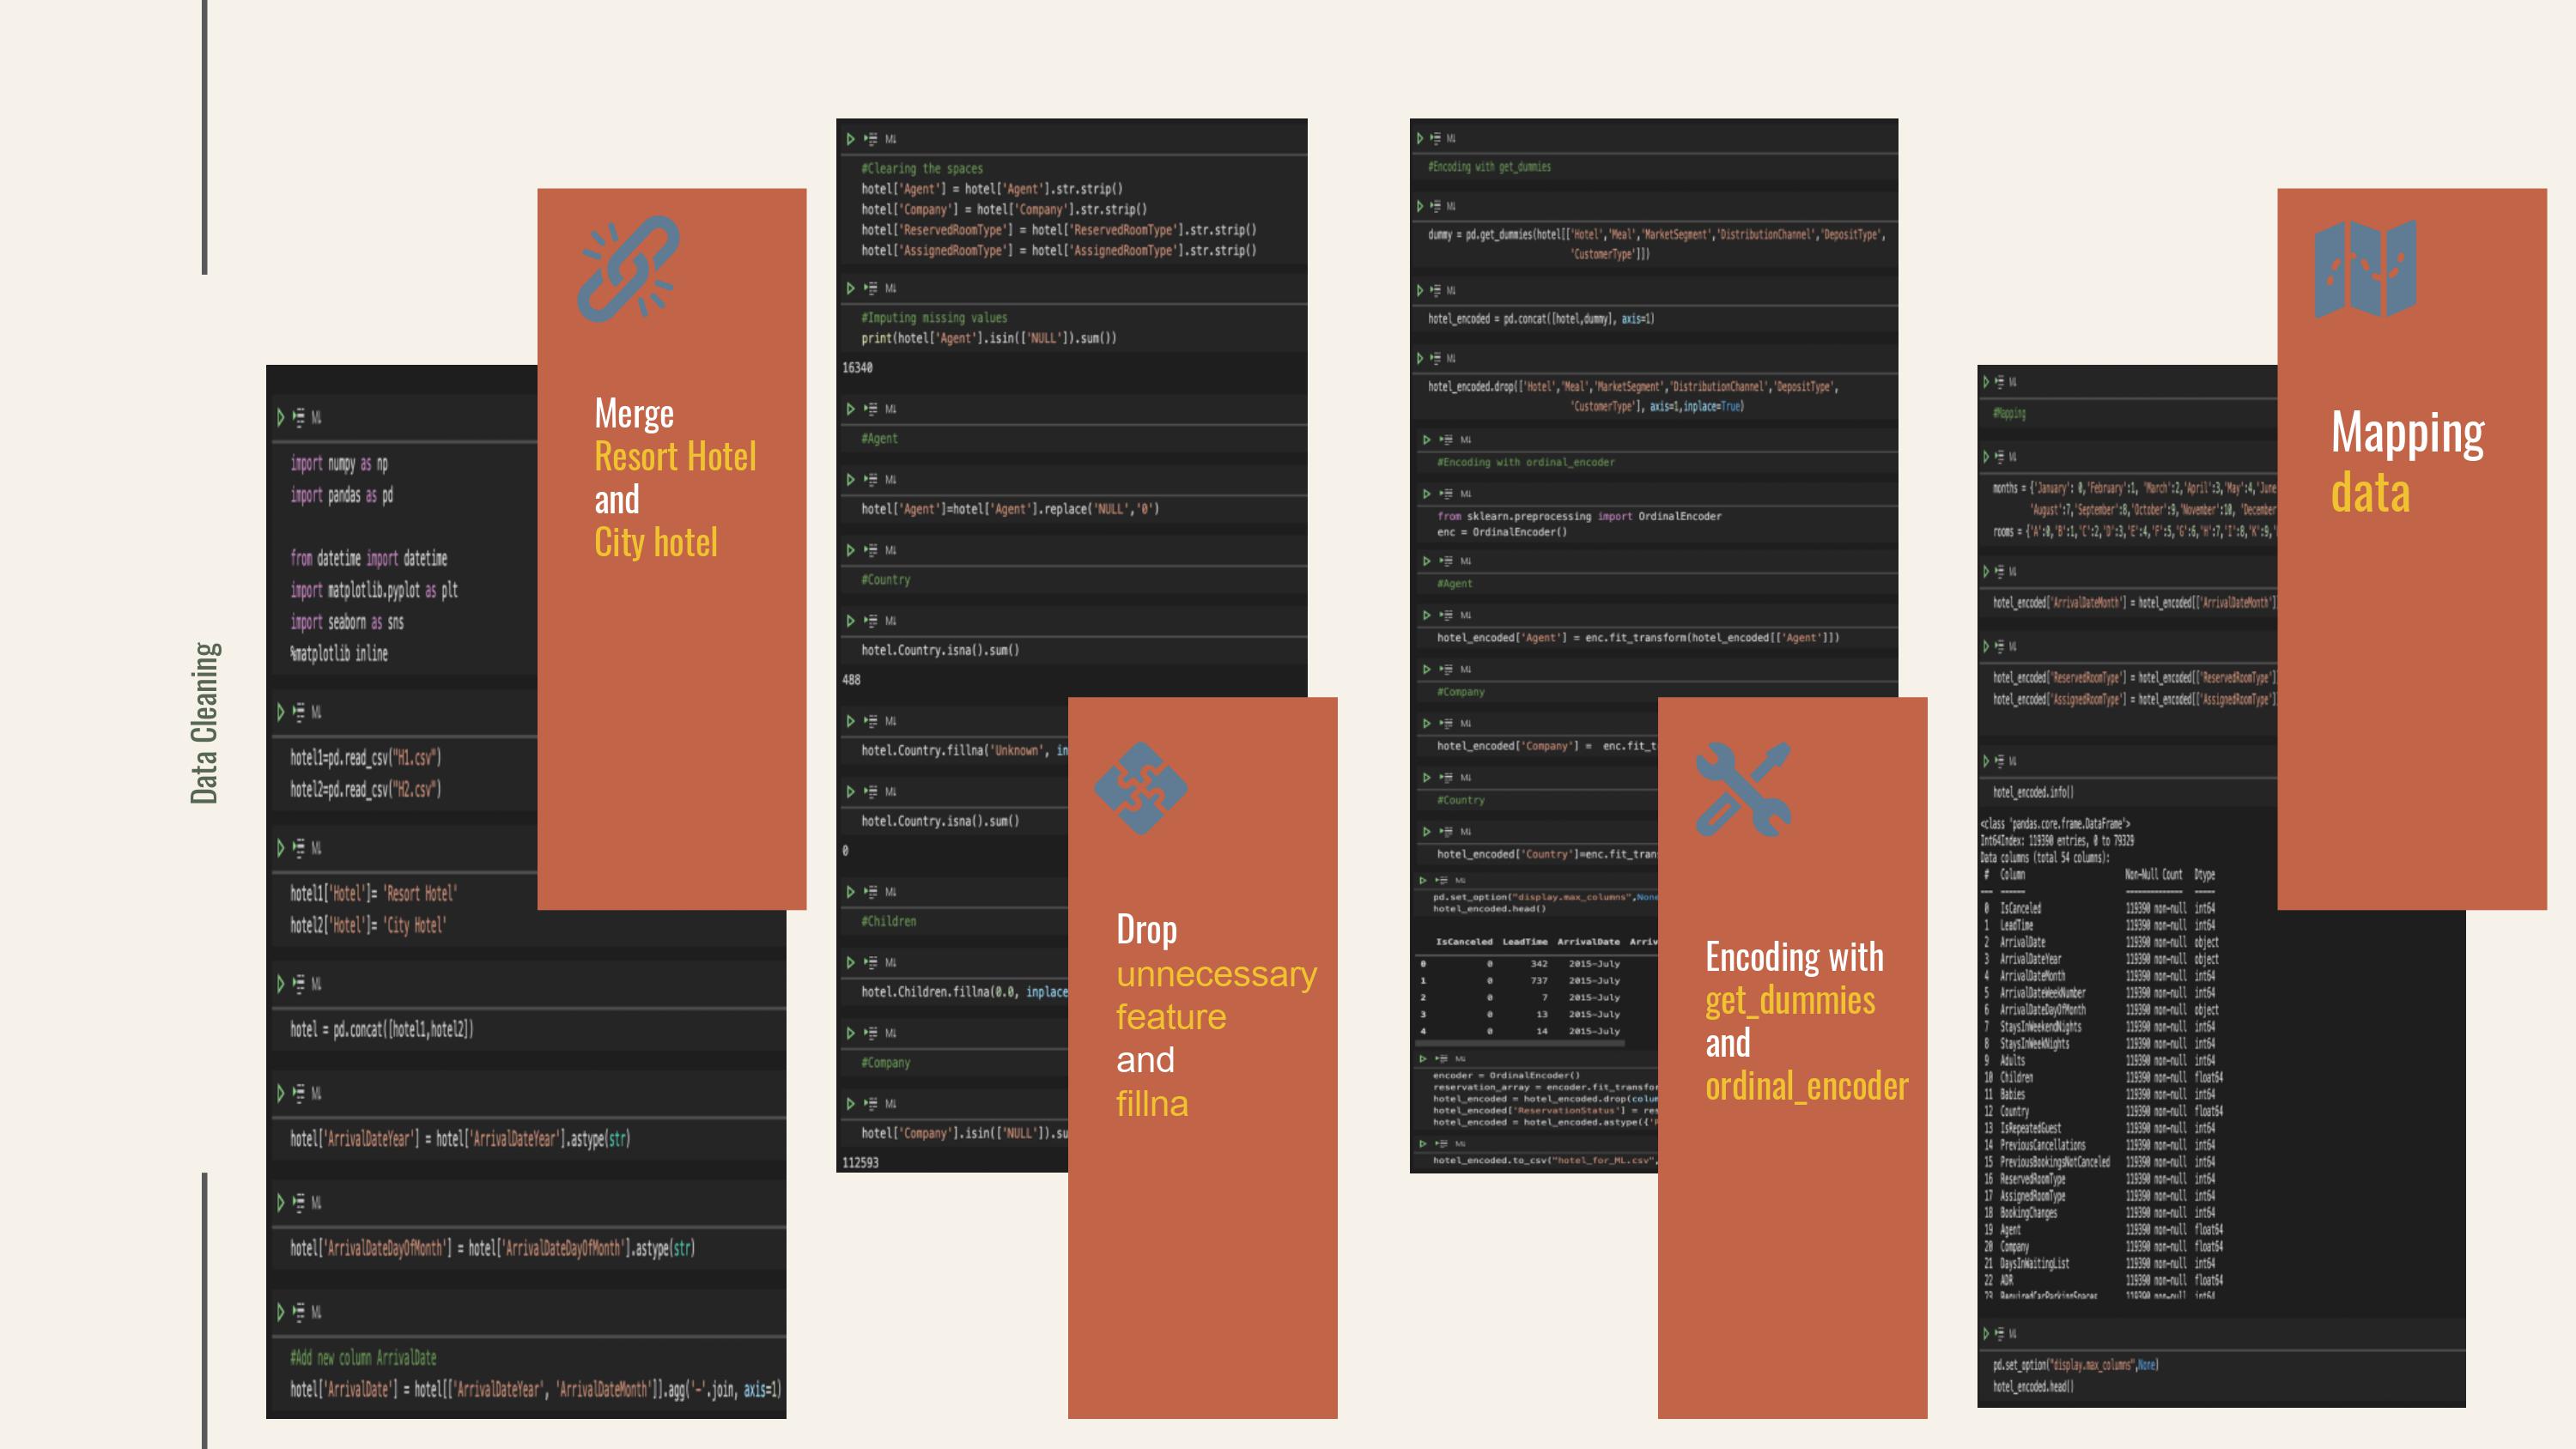 Data Cleaning
Merge
Resort Hotel
and
City hotel
M↓
import numpy as np
import pandas as pd
from datetime import datetime
import matplotlib.pyplot as plt
import seaborn as sns
%matplotlib inline
M↓
hotel1=pd.read_csv("H1.csv")
hotel2=pd.read_csv("H2.csv")
M↓
hotel1['Hotel']= 'Resort Hotel'
hotel2['Hotel']= 'City Hotel'
M↓
hotel = pd.concat([hotel1,hotel2])
M↓
hotel['ArrivalDateYear'] = hotel['ArrivalDateYear'].astype(str)
M↓
hotel['ArrivalDateDayOfMonth'] = hotel['ArrivalDateDayOfMonth'].astype(str)
M↓
#Add new column ArrivalDate
hotel['ArrivalDate'] = hotel[['ArrivalDateYear', 'ArrivalDateMonth']].agg('-'.join, axis=1)
Drop
unnecessary
feature
and
fillna
M↓
#Clearing the spaces
hotel['Agent'] = hotel['Agent'].str.strip()
hotel['Company'] = hotel['Company'].str.strip()
hotel['ReservedRoomType'] = hotel['ReservedRoomType'].str.strip()
hotel['AssignedRoomType'] = hotel['AssignedRoomType'].str.strip()
M↓
#Imputing missing values
print(hotel['Agent'].isin(['NULL']).sum())
16340
M↓
#Agent
M↓
hotel['Agent']=hotel['Agent'].replace('NULL','0')
M↓
#Country
M↓
hotel.Country.isna().sum()
488
M↓
hotel.Country.fillna('Unknown', in
M↓
hotel.Country.isna().sum()
0
M↓
#Children
M↓
hotel.Children.fillna(0.0, inplace
M↓
#Company
M↓
hotel['Company'].isin(['NULL']).su
112593
Encoding with
get_dummies
and
ordinal_encoder
M↓
#Encoding with get_dummies
M↓
dummy = pd.get_dummies(hotel[['Hotel','Meal','MarketSegment','DistributionChannel','DepositType',
'CustomerType']])
M↓
hotel_encoded = pd.concat([hotel,dummy], axis=1)
M↓
hotel_encoded.drop(['Hotel','Meal','MarketSegment','DistributionChannel','DepositType',
'CustomerType'], axis=1,inplace=True)
M↓
#Encoding with ordinal_encoder
M↓
from sklearn.preprocessing import OrdinalEncoder
enc = OrdinalEncoder()
M↓
#Agent
M↓
hotel_encoded['Agent'] = enc.fit_transform(hotel_encoded[['Agent']])
M↓
#Company
M↓
hotel_encoded['Company'] = enc.fit_t
M↓
#Country
M↓
hotel_encoded['Country']=enc.fit_tran
M↓
pd.set_option("display.max_columns",None
hotel_encoded.head()
IsCanceled LeadTime ArrivalDate Arriv
0 0 342 2015-July
1 0 737 2015-July
2 0 7 2015-July
3 0 13 2015-July
4 0 14 2015-July
M↓
encoder = OrdinalEncoder()
reservation_array = encoder.fit_transfor
hotel_encoded = hotel_encoded.drop(colum
hotel_encoded['ReservationStatus'] = res
hotel_encoded = hotel_encoded.astype({'
M↓
hotel_encoded.to_csv("hotel_for_ML.csv",
Mapping
data
M↓
#Mapping
M↓
months = {'January': 0,'February':1, 'March':2,'April':3,'May':4,'June
'August':7,'September':8,'October':9,'November':10, 'December
rooms = {'A':0,'B':1,'C':2,'D':3,'E':4,'F':5,'G':6,'H':7,'I':8,'K':9,
M↓
hotel_encoded['ArrivalDateMonth'] = hotel_encoded[['ArrivalDateMonth']
M↓
hotel_encoded['ReservedRoomType'] = hotel_encoded[['ReservedRoomType']
hotel_encoded['AssignedRoomType'] = hotel_encoded[['AssignedRoomType']
M↓
hotel_encoded.info()
<class 'pandas.core.frame.DataFrame'>
Int64Index: 119390 entries, 0 to 79329
Data columns (total 54 columns):
# Column Non-Null Count Dtype
0 IsCanceled 119390 non-null int64
1 LeadTime 119390 non-null int64
2 ArrivalDate 119390 non-null object
3 ArrivalDateYear 119390 non-null object
4 ArrivalDateMonth 119390 non-null int64
5 ArrivalDateWeekNumber 119390 non-null int64
6 ArrivalDateDayOfMonth 119390 non-null object
7 StaysInWeekendNights 119390 non-null int64
8 StaysInWeekNights 119390 non-null int64
9 Adults 119390 non-null int64
10 Children 119390 non-null float64
11 Babies 119390 non-null int64
12 Country 119390 non-null float64
13 IsRepeatedGuest 119390 non-null int64
14 PreviousCancellations 119390 non-null int64
15 PreviousBookingsNotCanceled 119390 non-null int64
16 ReservedRoomType 119390 non-null int64
17 AssignedRoomType 119390 non-null int64
18 BookingChanges 119390 non-null int64
19 Agent 119390 non-null float64
20 Company 119390 non-null float64
21 DaysInWaitingList 119390 non-null int64
22 ADR 119390 non-null float64
23 RequiredCarParkingSpaces 119390 non-null int64
M↓
pd.set_option("display.max_columns",None)
hotel_encoded.head()